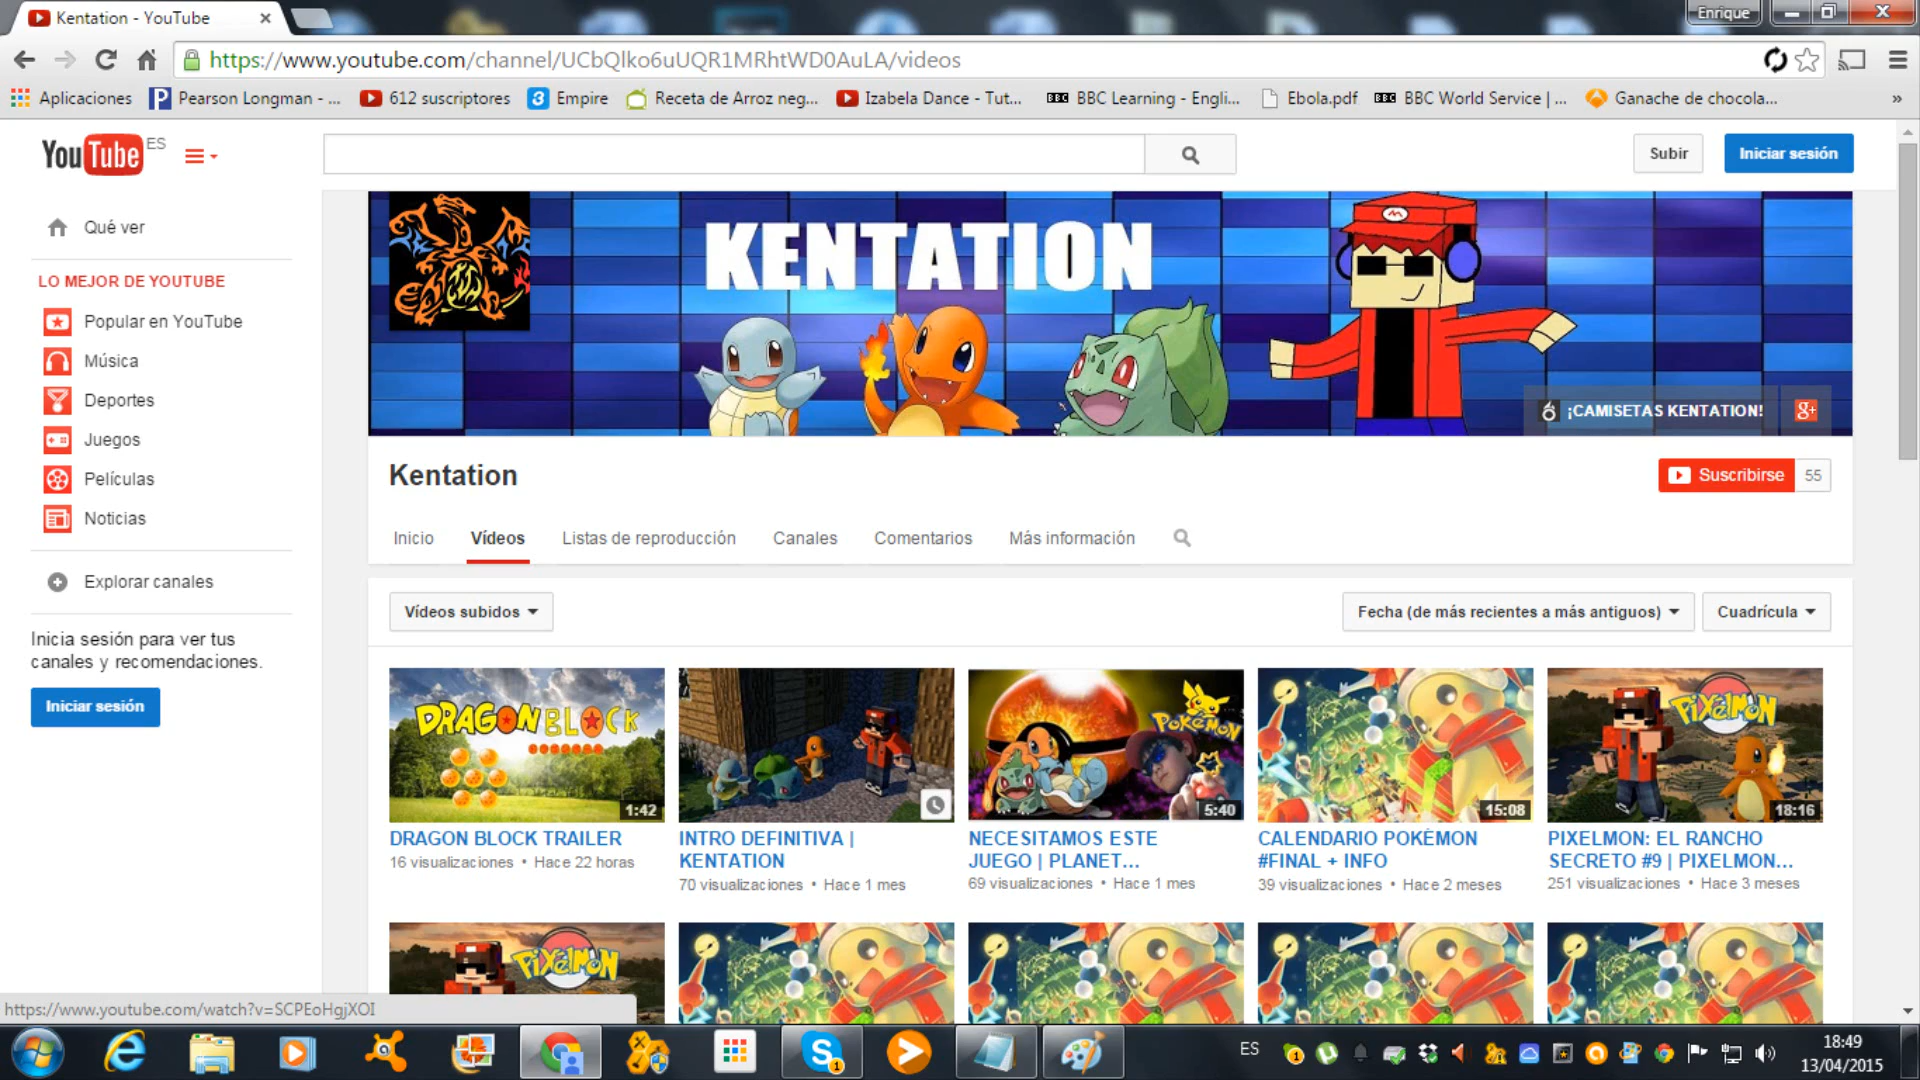 Kentation - YouTube
Enrique
https://www.youtube.com/channel/UCbQlko6uUQR1MRhtWD0AuLA/videos
Aplicaciones
Pearson Longman - ...
612 suscriptores
3 Empire
Receta de Arroz neg...
Izabela Dance - Tut...
BBC BBC Learning - Engli...
Ebola.pdf
BBC BBC World Service | ...
Ganache de chocola...
»
YouTube ES
Subir
Iniciar sesión
Qué ver
LO MEJOR DE YOUTUBE
Popular en YouTube
Música
Deportes
Juegos
Películas
Noticias
Explorar canales
Inicia sesión para ver tus
canales y recomendaciones.
Iniciar sesión
KENTATION
M
¡CAMISETAS KENTATION!
g+
Kentation
Suscribirse 55
Inicio
Vídeos
Listas de reproducción
Canales
Comentarios
Más información
Vídeos subidos
Fecha (de más recientes a más antiguos)
Cuadrícula
DRAGON BLOCK
1:42
DRAGON BLOCK TRAILER
16 visualizaciones • Hace 22 horas
INTRO DEFINITIVA |
KENTATION
70 visualizaciones • Hace 1 mes
POKéMON
5:40
NECESITAMOS ESTE
JUEGO | PLANET...
69 visualizaciones • Hace 1 mes
15:08
CALENDARIO POKÉMON
#FINAL + INFO
39 visualizaciones • Hace 2 meses
PIXELMON
18:16
PIXELMON: EL RANCHO
SECRETO #9 | PIXELMON...
251 visualizaciones • Hace 3 meses
PIXELMON
https://www.youtube.com/watch?v=SCPEoHgjXOI
ES
18:49
13/04/2015